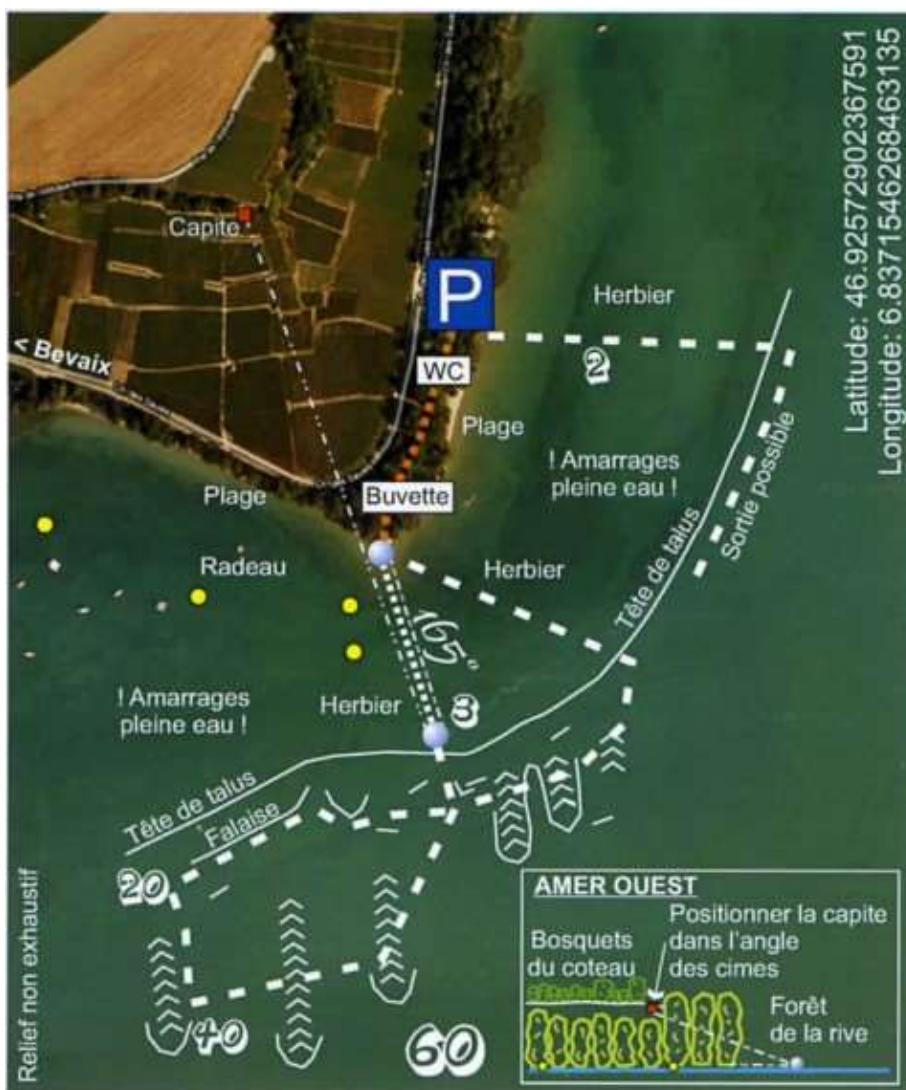 Latitude: 46.92572902367591
Longitude: 6.8371546268463135
Capite
P
Herbier
< Bevaix
WC
2
Plage
! Amarrages
pleine eau !
Sortie possible
Plage
Buvette
Radeau
Herbier
Tête de talus
165°
Herbier
3
! Amarrages
pleine eau !
Tête de talus
Falaise
20
40
60
Relief non exhaustif
AMER OUEST
Positionner la capite
dans l'angle
des cimes
Bosquets
du coteau
Forêt
de la rive